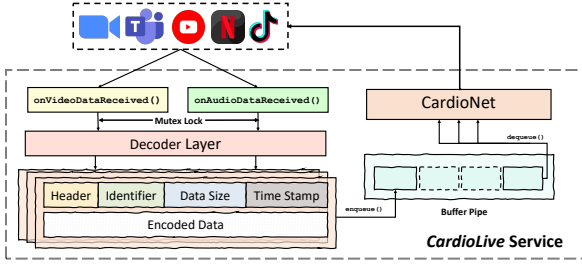 onVideoDataReceived()
onAudioDataReceived()
Mutex Lock
Decoder Layer
Header
Identifier
Data Size
Time Stamp
Encoded Data
enqueue()
CardioNet
dequeue()
Buffer Pipe
CardioLive Service